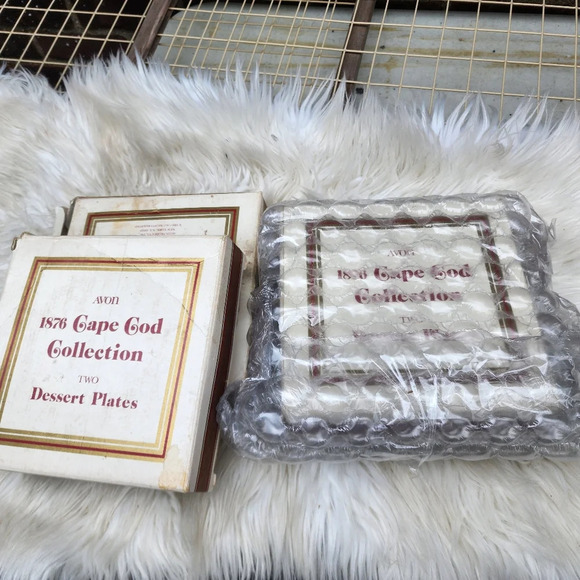 AVON
1876 Cape Cod
Collection
TWO
Dessert Plates
AVON
1876 Cape Cod
Collection
TWO